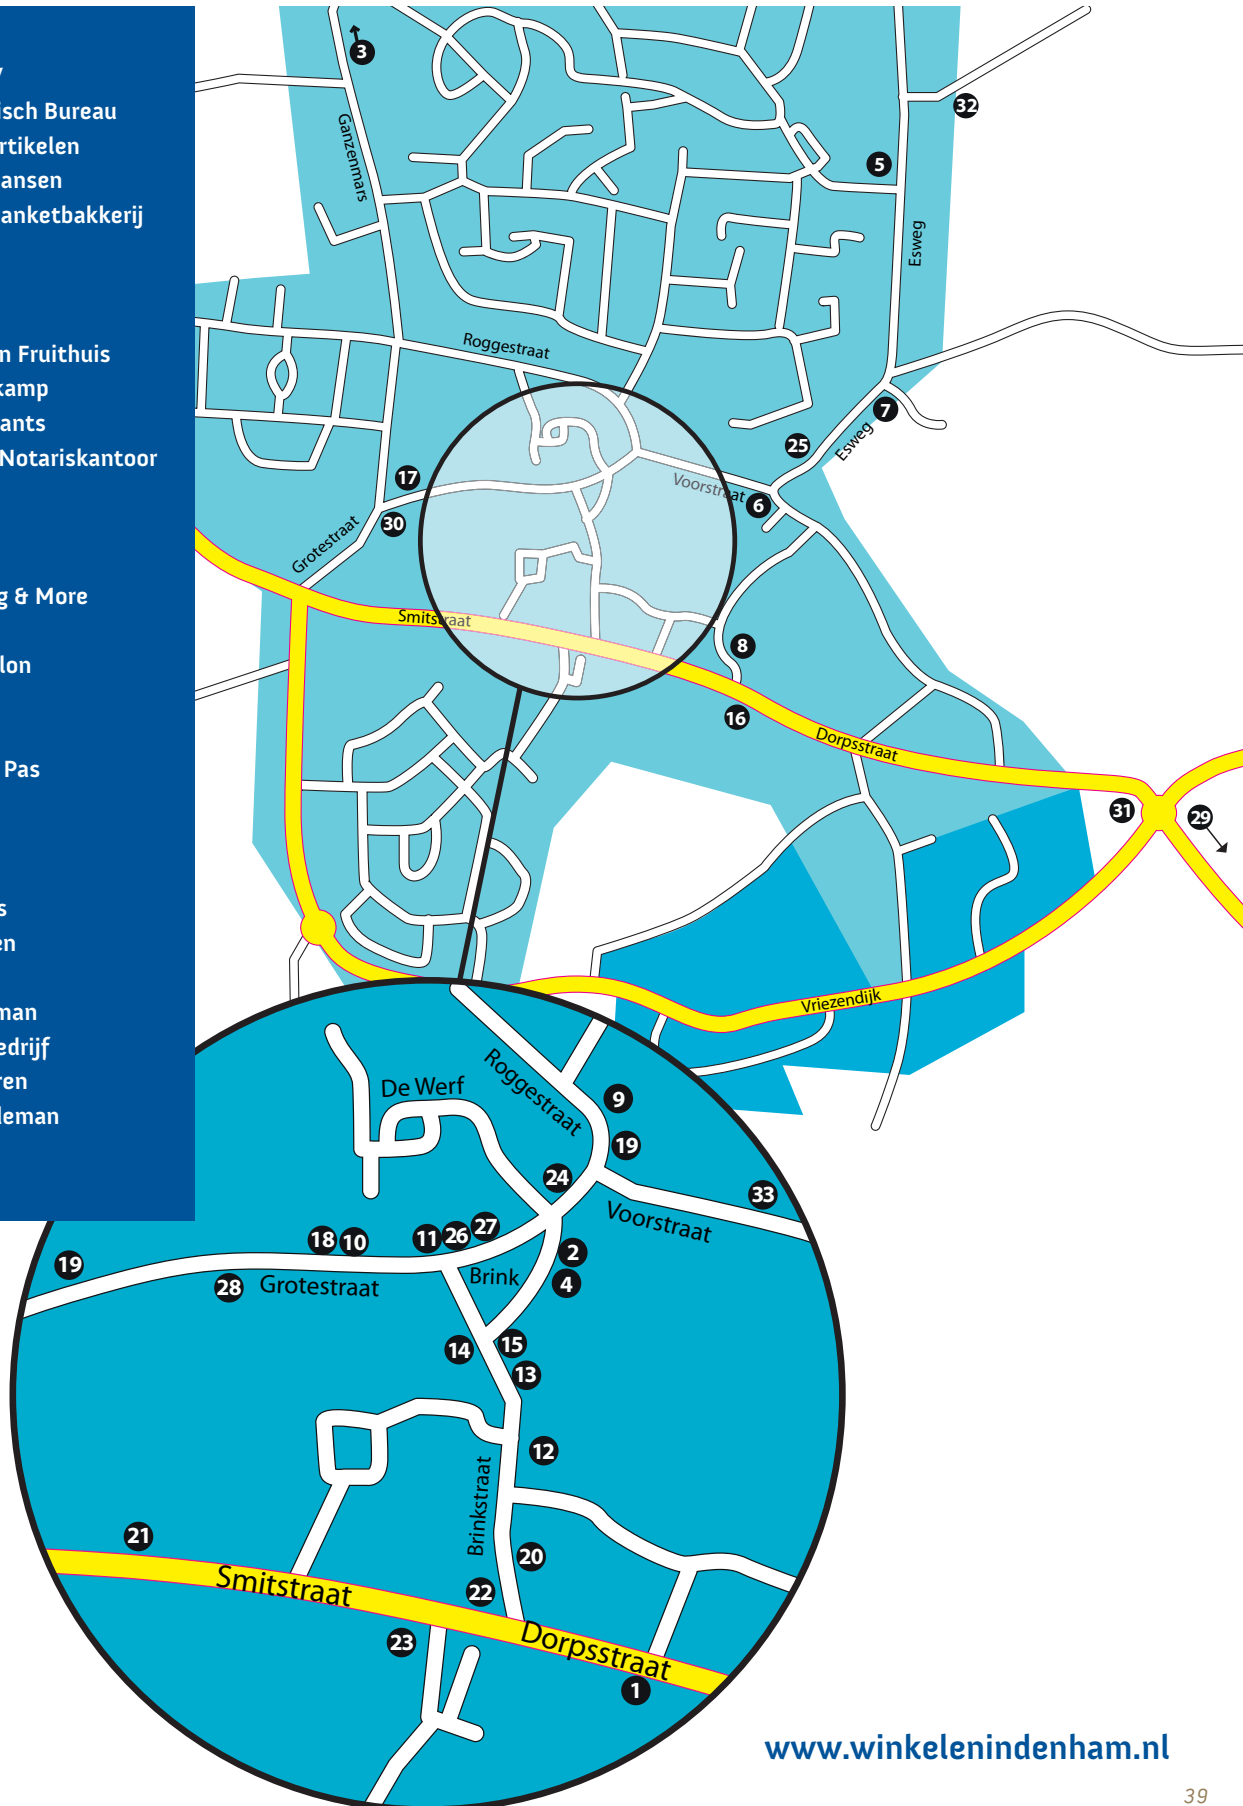 y
isch Bureau
rtikelen
ansen
anketbakkerij
n Fruithuis
kamp
ants
Notariskantoor
g & More
lon
Pas
s
en
man
edrijf
ren
deman
3
Ganzenmars
32
5
Esweg
Roggestraat
7
25
Esweg
17
Voorstraat
6
30
Grotestraat
Smitstraat
8
16
Dorpsstraat
31
29
Vriezendijk
Roggestraat
De Werf
9
19
24
33
Voorstraat
18
10
11
26
27
2
19
Brink
4
28
Grotestraat
14
15
13
12
Brinkstraat
21
20
Smitstraat
22
23
Dorpsstraat
1
www.winkelenindenham.nl
39